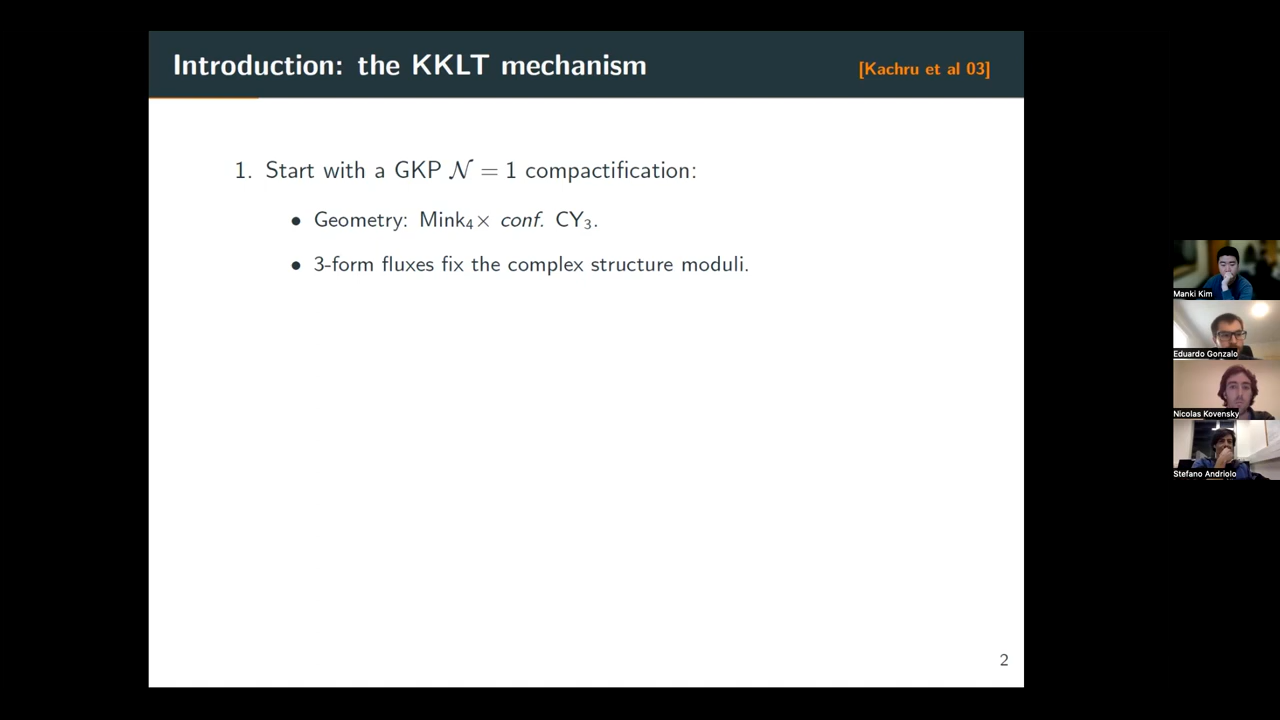 Introduction: the KKLT mechanism
[Kachru et al 03]
1. Start with a GKP 𝒩 = 1 compactification:
• Geometry: Mink₄× conf. CY₃.
• 3-form fluxes fix the complex structure moduli.
2
Manki Kim
Eduardo Gonzalo
Nicolas Kovensky
Stefano Andriolo